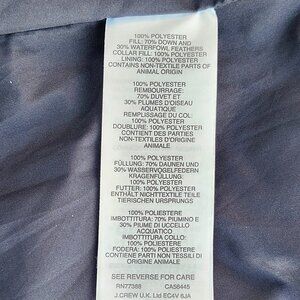 100% POLYESTER
FILL: 70% DOWN AND
30% WATERFOWL FEATHERS
COLLAR FILL: 100% POLYESTER
LINING: 100% POLYESTER
CONTAINS NON-TEXTILE PARTS OF
ANIMAL ORIGIN
100% POLYESTER
REMBOURRAGE:
70% DUVET ET
30% PLUMES D'OISEAU
AQUATIQUE
REMPLISSAGE DU COL:
100% POLYESTER
DOUBLURE: 100% POLYESTER
CONTIENT DES PARTIES
NON-TEXTILES D'ORIGINE
ANIMALE
100% POLYESTER
FÜLLUNG: 70% DAUNEN UND
30% WASSERVOGELFEDERN
KRAGENFÜLLUNG:
100% POLYESTER
FUTTER: 100% POLYESTER
ENTHÄLT NICHTTEXTILE TEILE
TIERISCHEN URSPRUNGS
100% POLIESTERE
IMBOTTITURA: 70% PIUMINO E
30% PIUME DI UCCELLO
ACQUATICO
IMBOTTITURA COLLO:
100% POLIESTERE
FODERA: 100% POLIESTERE
CONTIENE PARTI NON TESSILI DI
ORIGINE ANIMALE
SEE REVERSE FOR CARE
RN77388 CA56445
J.CREW U.K. Ltd EC4V 6JA